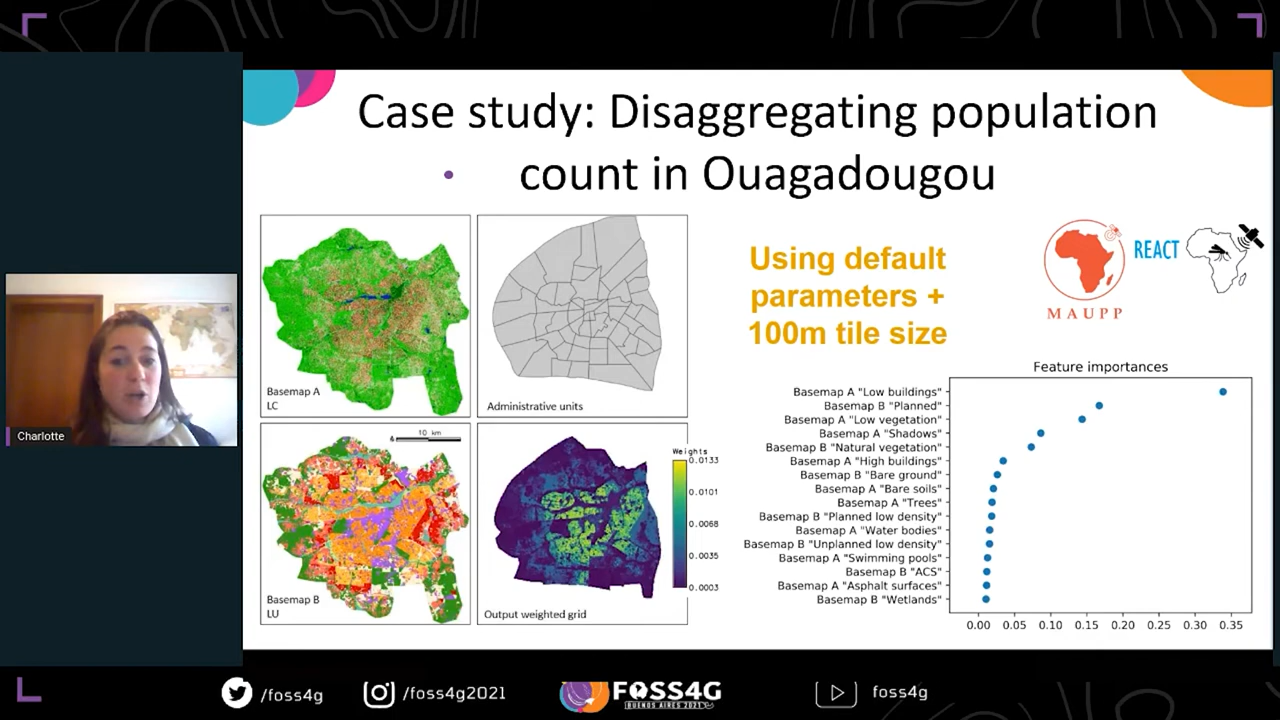 Case study: Disaggregating population
count in Ouagadougou
Basemap A
LC
Administrative units
10 km
Basemap B
LU
Output weighted grid
Weights
0.0133
0.0101
0.0068
0.0035
0.0003
Using default
parameters +
100m tile size
MAUPP
REACT
Feature importances
Basemap A "Low buildings"
Basemap B "Planned"
Basemap A "Low vegetation"
Basemap A "Shadows"
Basemap B "Natural vegetation"
Basemap A "High buildings"
Basemap B "Bare ground"
Basemap A "Bare soils"
Basemap A "Trees"
Basemap B "Planned low density"
Basemap A "Water bodies"
Basemap B "Unplanned low density"
Basemap A "Swimming pools"
Basemap B "ACS"
Basemap A "Asphalt surfaces"
Basemap B "Wetlands"
0.00 0.05 0.10 0.15 0.20 0.25 0.30 0.35
Charlotte
/foss4g
/foss4g2021
FOSS4G
BUENOS AIRES 2021
foss4g